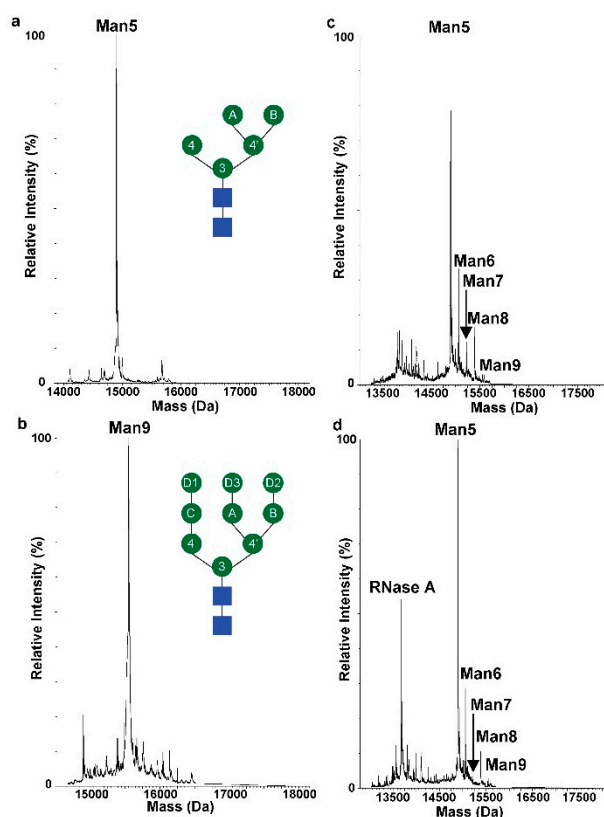 a
Man5
100
Relative Intensity (%)
0
14000 15000 16000 17000 18000
Mass (Da)
A B
4 4'
3
b
Man9
100
Relative Intensity (%)
0
15000 16000 17000 18000
Mass (Da)
D1 D3 D2
C A B
4 4'
3
c
Man5
100
Relative Intensity (%)
0
Man6
Man7
Man8
Man9
13500 14500 15500 16500 17500
Mass (Da)
d
Man5
100
Relative Intensity (%)
0
RNase A
Man6
Man7
Man8
Man9
13500 14500 15500 16500 17500
Mass (Da)